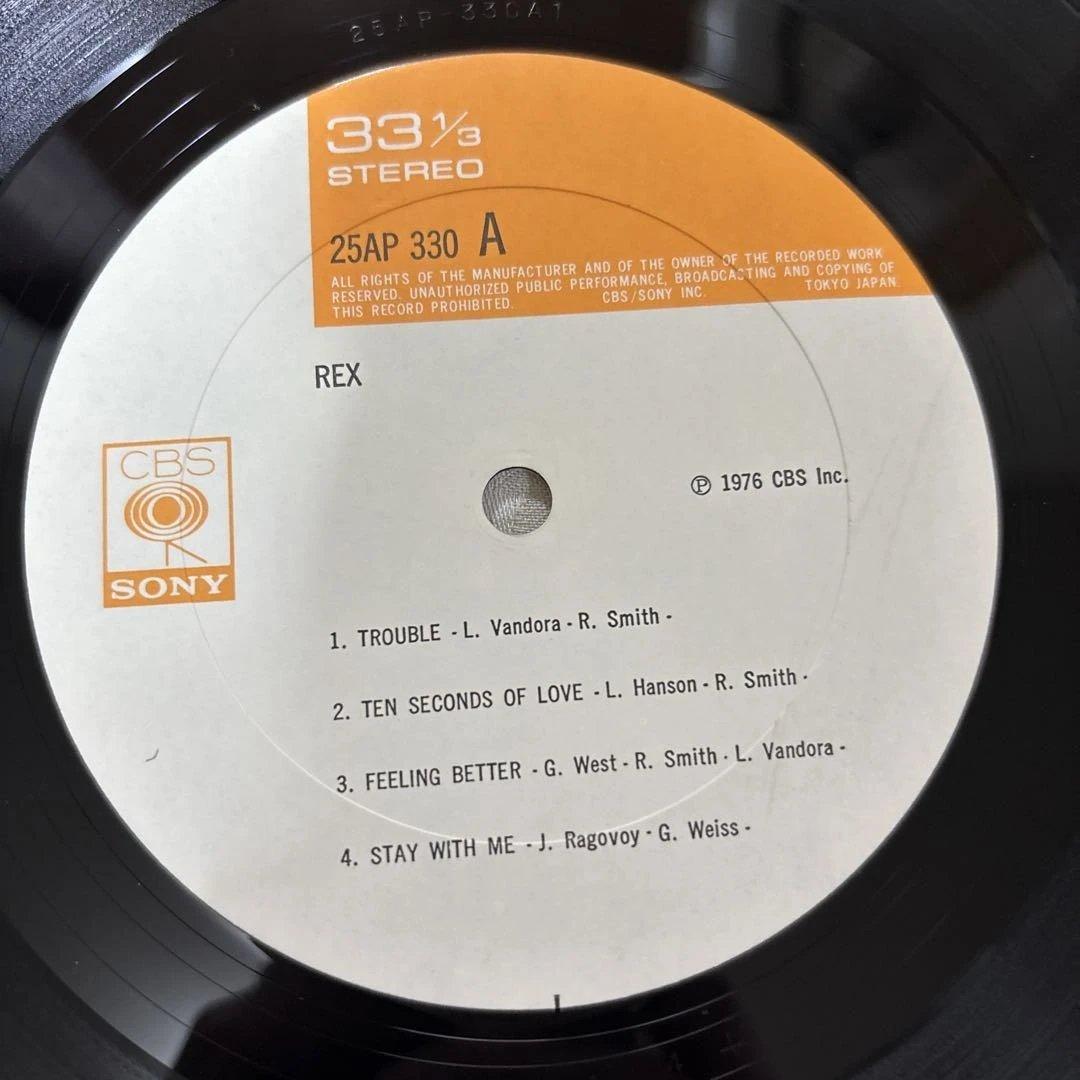 25AP-330A1
33 1/3
STEREO
25AP 330 A
ALL RIGHTS OF THE MANUFACTURER AND OF THE OWNER OF THE RECORDED WORK
RESERVED. UNAUTHORIZED PUBLIC PERFORMANCE, BROADCASTING AND COPYING OF
THIS RECORD PROHIBITED. CBS/SONY INC. TOKYO JAPAN.
REX
CBS
SONY
Ⓟ 1976 CBS Inc.
1. TROUBLE - L. Vandora - R. Smith -
2. TEN SECONDS OF LOVE - L. Hanson - R. Smith -
3. FEELING BETTER - G. West - R. Smith - L. Vandora -
4. STAY WITH ME - J. Ragovoy - G. Weiss -